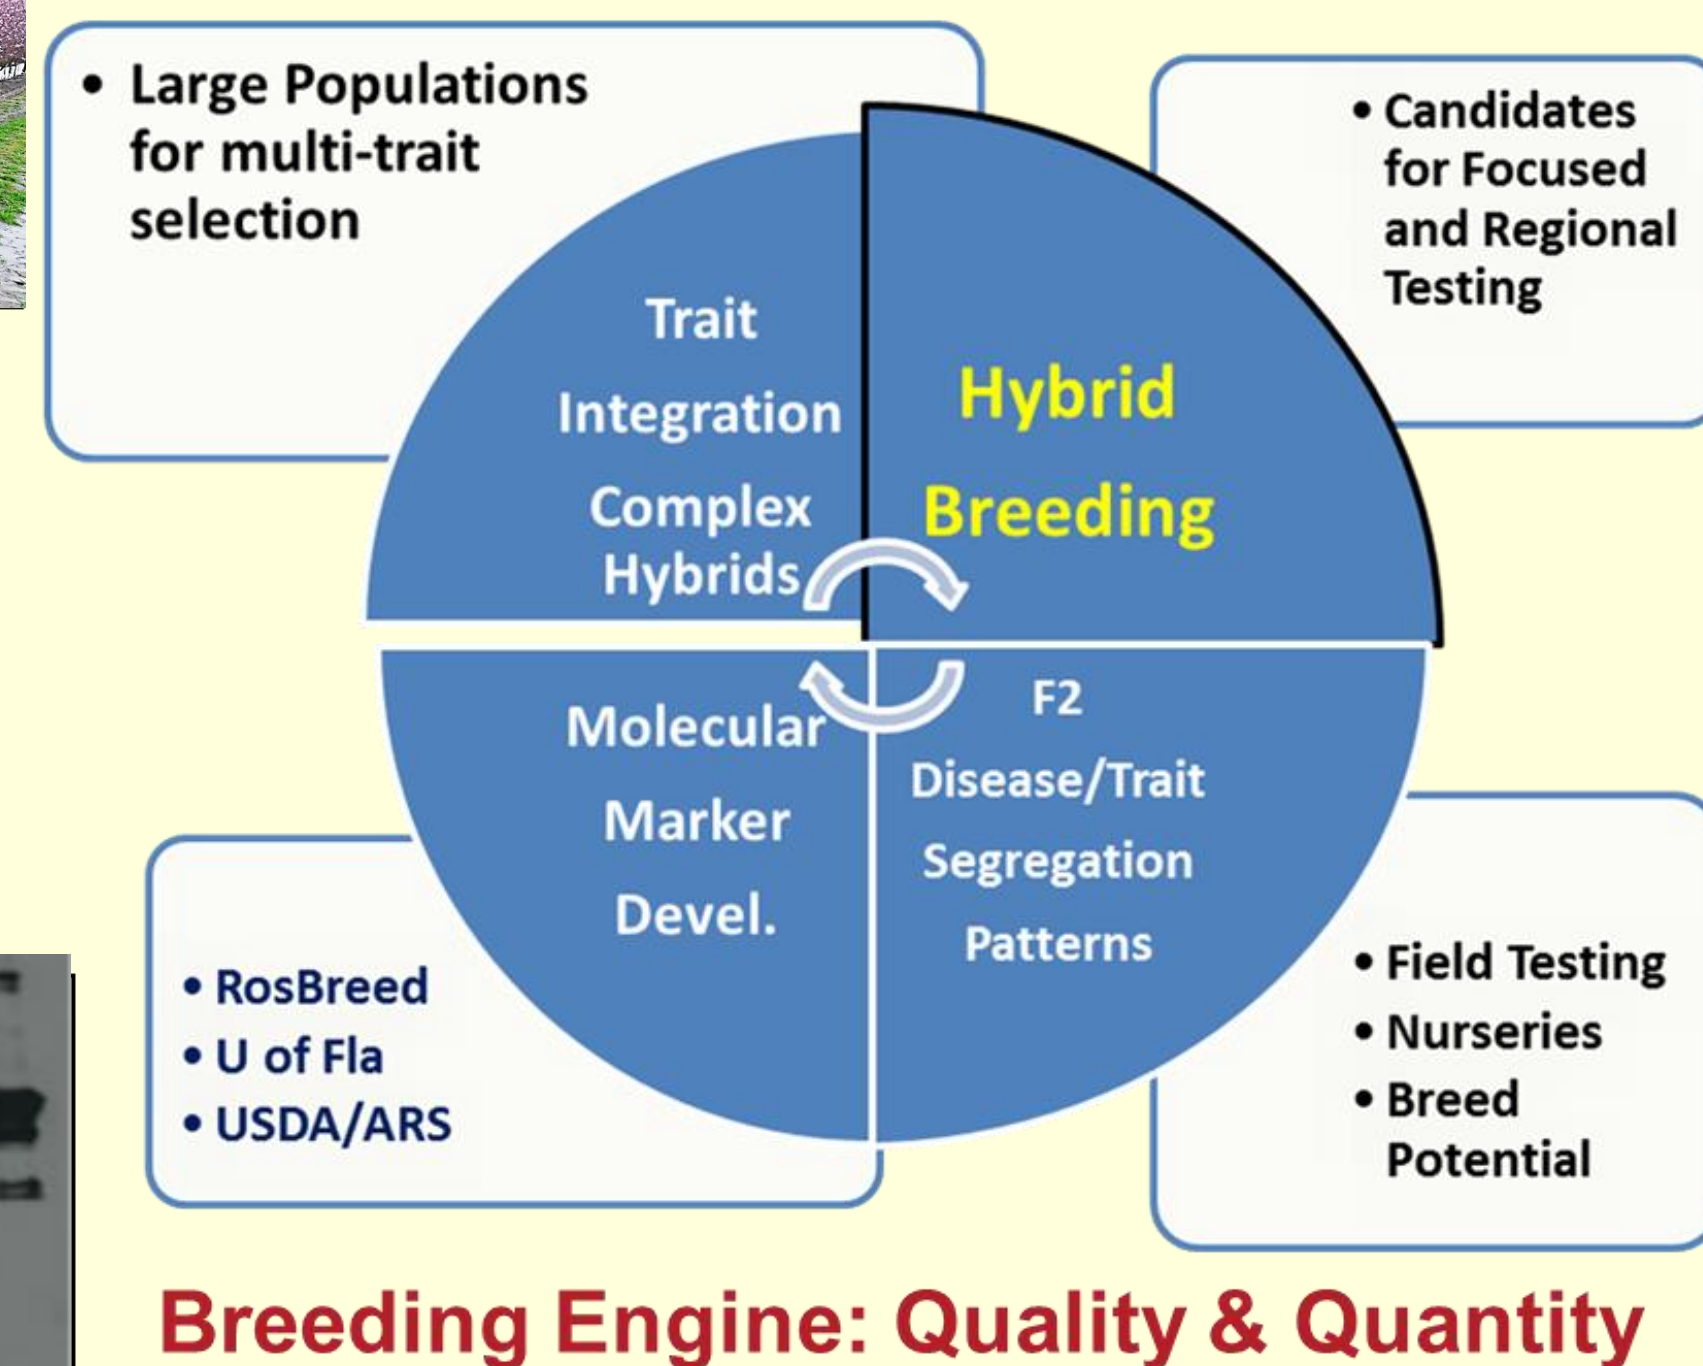 • Large Populations
for multi-trait
selection
• Candidates
for Focused
and Regional
Testing
Trait
Integration
Complex
Hybrids
Hybrid
Breeding
Molecular
Marker
Devel.
F2
Disease/Trait
Segregation
Patterns
• RosBreed
• U of Fla
• USDA/ARS
• Field Testing
• Nurseries
• Breed
Potential
Breeding Engine: Quality & Quantity